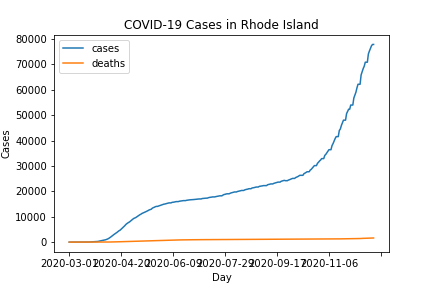 COVID-19 Cases in Rhode Island
80000
70000
60000
50000
40000
30000
20000
10000
0
Cases
cases
deaths
2020-03-01 2020-04-20 2020-06-09 2020-07-29 2020-09-17 2020-11-06
Day